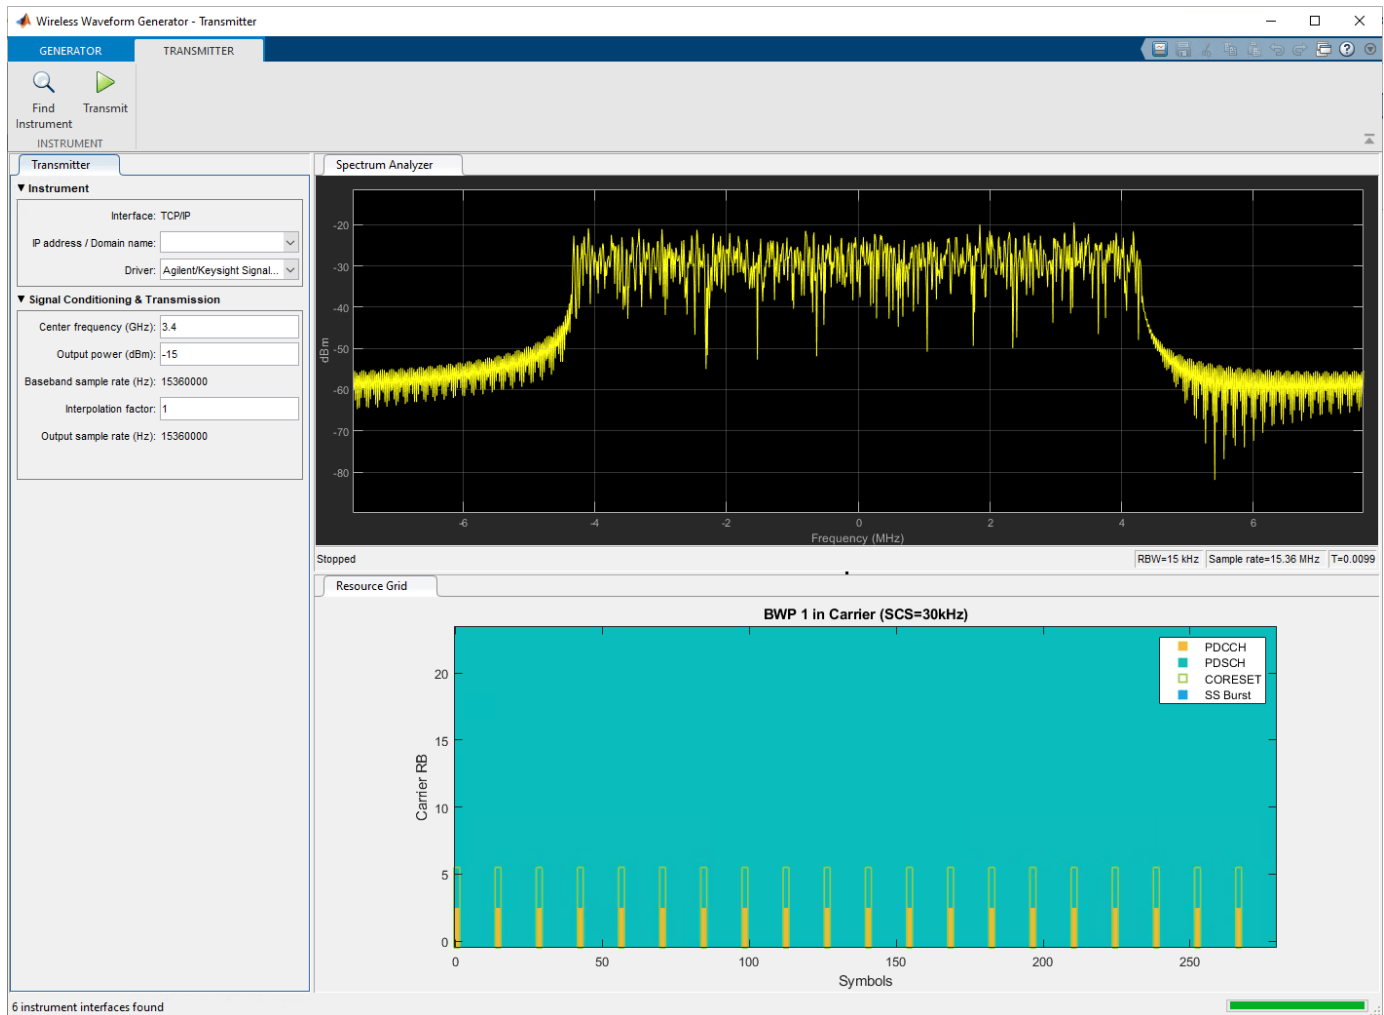 Wireless Waveform Generator - Transmitter
GENERATOR
TRANSMITTER
Find
Instrument
Transmit
INSTRUMENT
Transmitter
Instrument
Interface: TCP/IP
IP address / Domain name:
Driver: Agilent/Keysight Signal...
Signal Conditioning & Transmission
Center frequency (GHz): 3.4
Output power (dBm): -15
Baseband sample rate (Hz): 15360000
Interpolation factor: 1
Output sample rate (Hz): 15360000
Spectrum Analyzer
-20
-30
-40
-50
-60
-70
-80
dBm
-6 -4 -2 0 2 4 6
Frequency (MHz)
Stopped
RBW=15 kHz Sample rate=15.36 MHz T=0.0099
Resource Grid
BWP 1 in Carrier (SCS=30kHz)
PDCCH
PDSCH
CORESET
SS Burst
20
15
10
5
0
Carrier RB
0 50 100 150 200 250
Symbols
6 instrument interfaces found